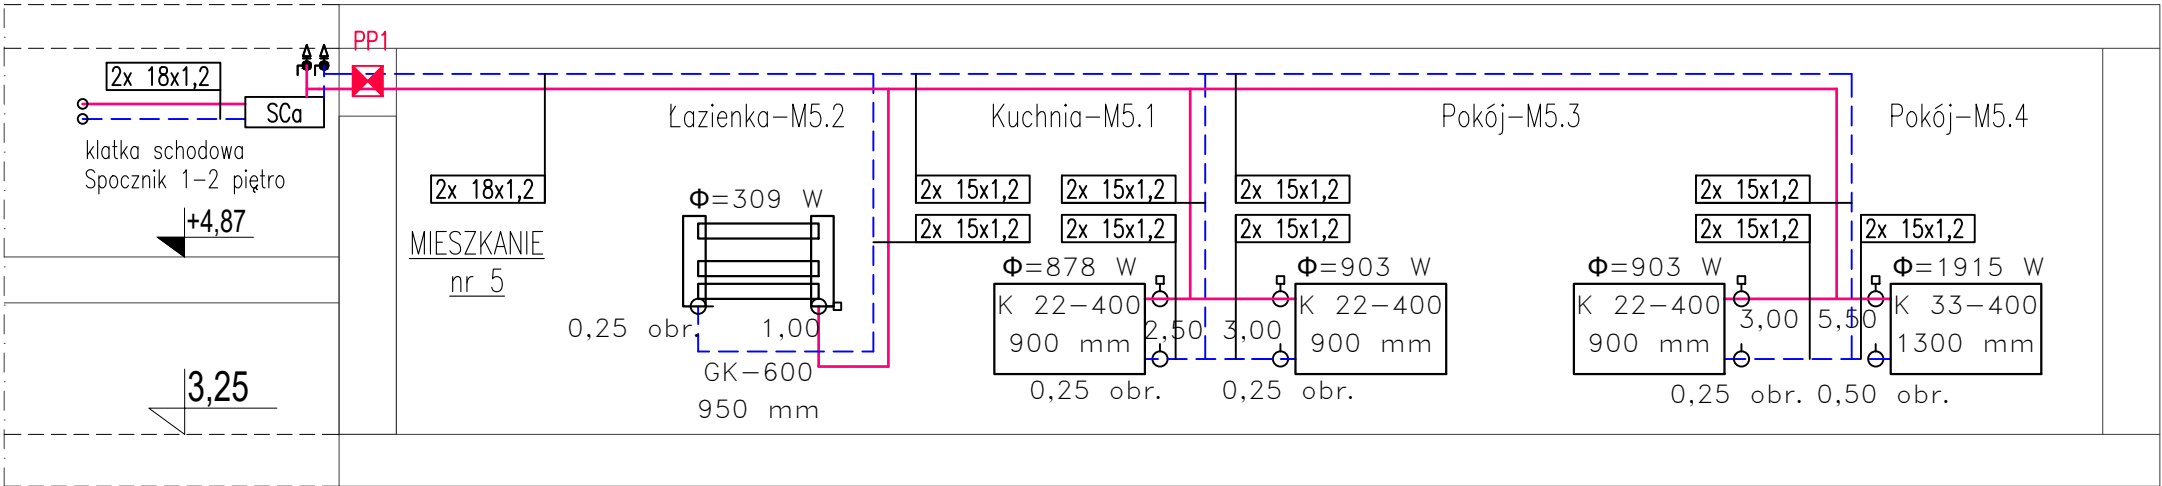 PP1
2x 18x1,2
SCa
klatka schodowa
Spocznik 1-2 piętro
+4,87
3,25
2x 18x1,2
MIESZKANIE
nr 5
Łazienka-M5.2
Kuchnia-M5.1
Pokój-M5.3
Pokój-M5.4
Φ=309 W
0,25 obr.
1,00
GK-600
950 mm
2x 15x1,2
2x 15x1,2
2x 15x1,2
2x 15x1,2
2x 15x1,2
2x 15x1,2
Φ=878 W
K 22-400
900 mm
2,50
3,00
0,25 obr.
0,25 obr.
Φ=903 W
K 22-400
900 mm
2x 15x1,2
2x 15x1,2
2x 15x1,2
Φ=903 W
K 22-400
900 mm
3,00
5,50
0,25 obr.
0,50 obr.
Φ=1915 W
K 33-400
1300 mm